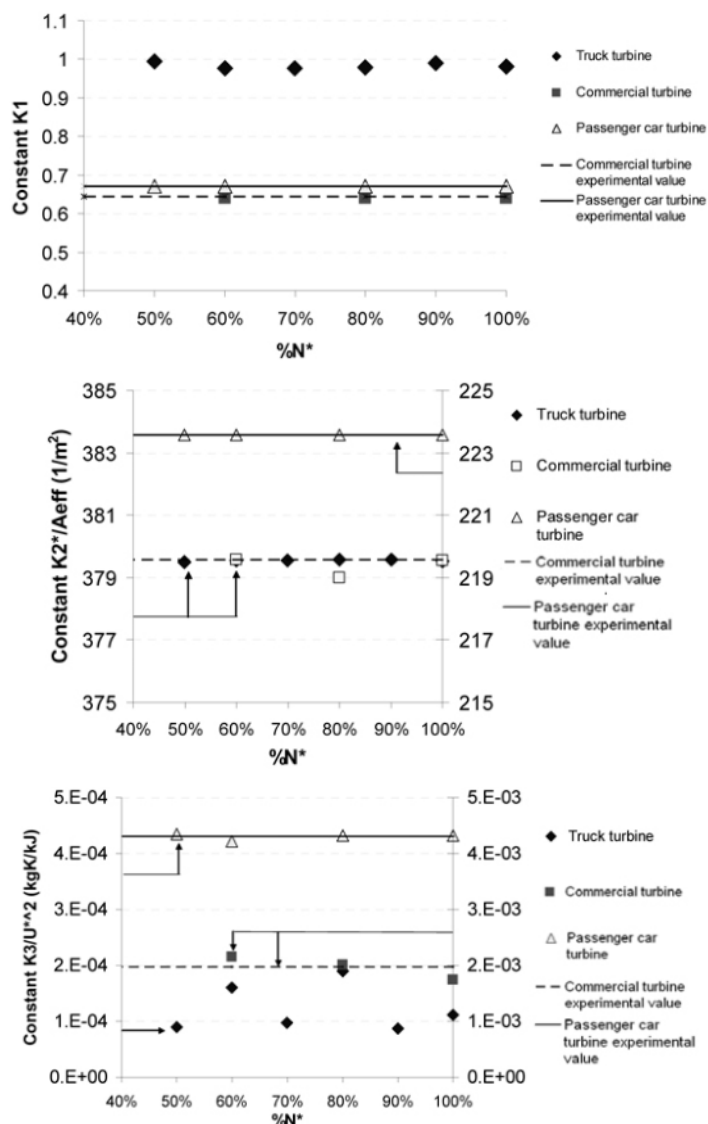 1.1
1
0.9
0.8
0.7
0.6
0.5
0.4
Constant K1
40% 50% 60% 70% 80% 90% 100%
%N*
Truck turbine
Commercial turbine
Passenger car turbine
Commercial turbine
experimental value
Passenger car turbine
experimental value
385
383
381
379
377
375
Constant K2*/Aeff (1/m²)
225
223
221
219
217
215
40% 50% 60% 70% 80% 90% 100%
%N*
Truck turbine
Commercial turbine
Passenger car
turbine
Commercial turbine
experimental value
Passenger car
turbine experimental
value
5.E-04
4.E-04
3.E-04
2.E-04
1.E-04
0.E+00
Constant K3/U*^2 (kgK/kJ)
5.E-03
4.E-03
3.E-03
2.E-03
1.E-03
0.E+00
40% 50% 60% 70% 80% 90% 100%
%N*
Truck turbine
Commercial turbine
Passenger car
turbine
Commercial turbine
experimental value
Passenger car
turbine experimental
value